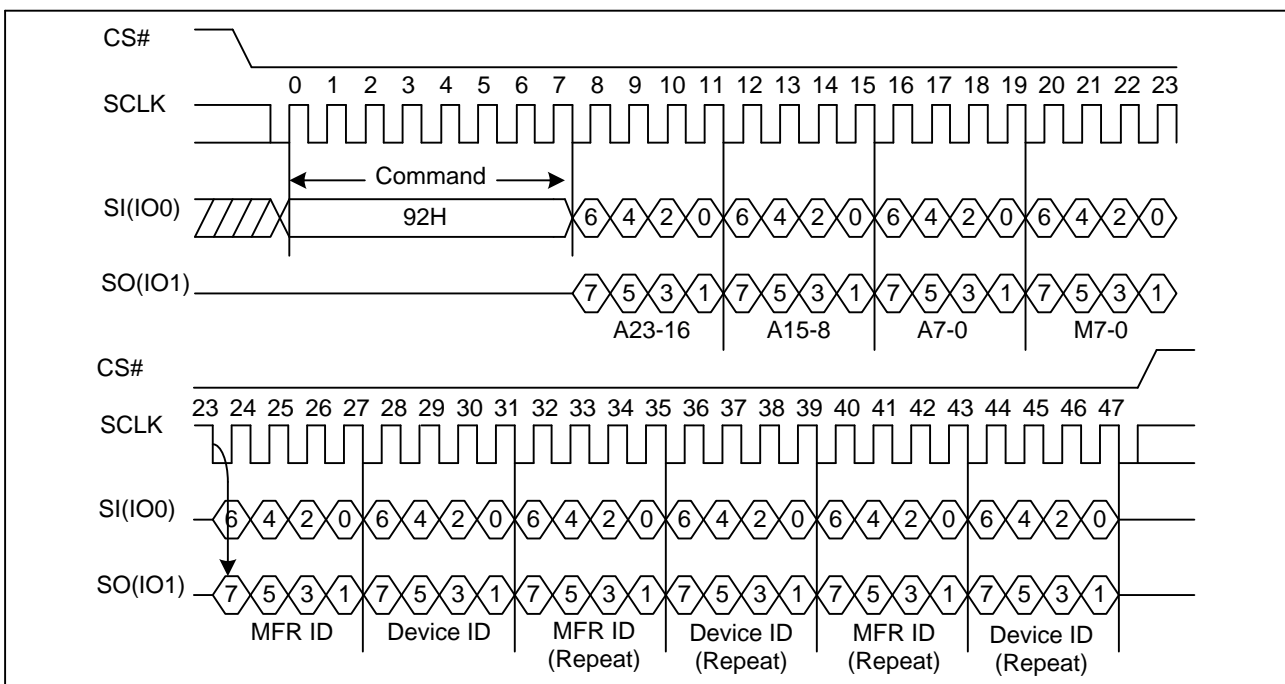 CS#
0 1 2 3 4 5 6 7 8 9 10 11 12 13 14 15 16 17 18 19 20 21 22 23
SCLK
Command
SI(IO0) 92H 6 4 2 0 6 4 2 0 6 4 2 0 6 4 2 0
SO(IO1) 7 5 3 1 7 5 3 1 7 5 3 1 7 5 3 1
A23-16 A15-8 A7-0 M7-0
CS#
23 24 25 26 27 28 29 30 31 32 33 34 35 36 37 38 39 40 41 42 43 44 45 46 47
SCLK
SI(IO0) 6 4 2 0 6 4 2 0 6 4 2 0 6 4 2 0 6 4 2 0 6 4 2 0
SO(IO1) 7 5 3 1 7 5 3 1 7 5 3 1 7 5 3 1 7 5 3 1 7 5 3 1
MFR ID Device ID MFR ID Device ID MFR ID Device ID
(Repeat) (Repeat) (Repeat) (Repeat)